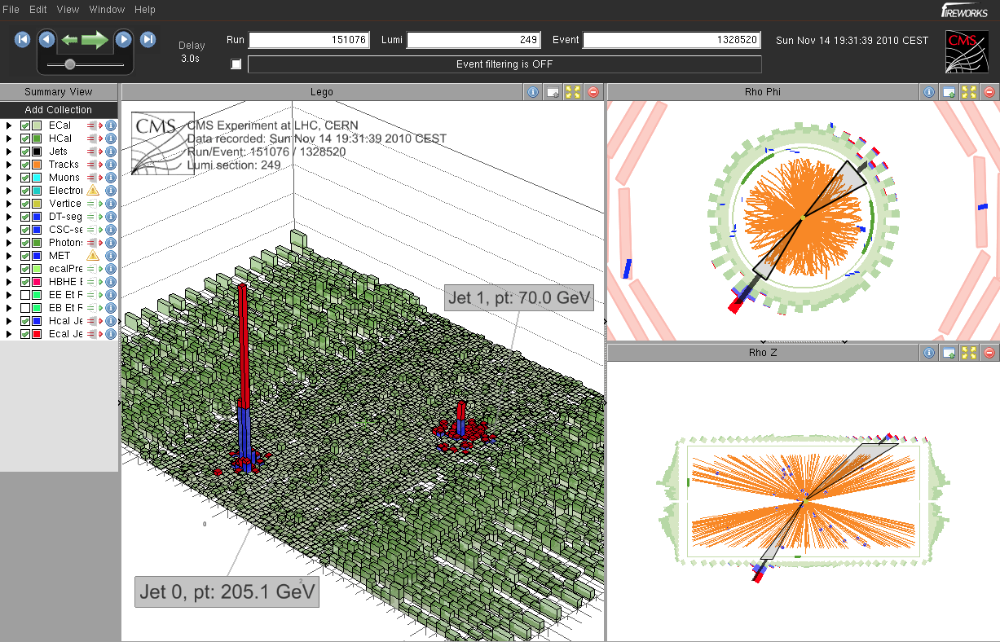 File Edit View Window Help
FIREWORKS
Delay
3.0s
Run 151076 Lumi 249 Event 1328520 Sun Nov 14 19:31:39 2010 CEST
CMS
Event filtering is OFF
Summary View
Add Collection
ECal
HCal
Jets
Tracks
Muons
Electron
Vertice
DT-seg
CSC-se
Photon:
MET
ecalPre
HBHE E
EE Et F
EB Et F
Hcal Je
Ecal Je
Lego
CMS
CMS Experiment at LHC, CERN
Data recorded: Sun Nov 14 19:31:39 2010 CEST
Run/Event: 151076 / 1328520
Lumi section: 249
Jet 1, pt: 70.0 GeV
0
2
Jet 0, pt: 205.1 GeV
Rho Phi
Rho Z